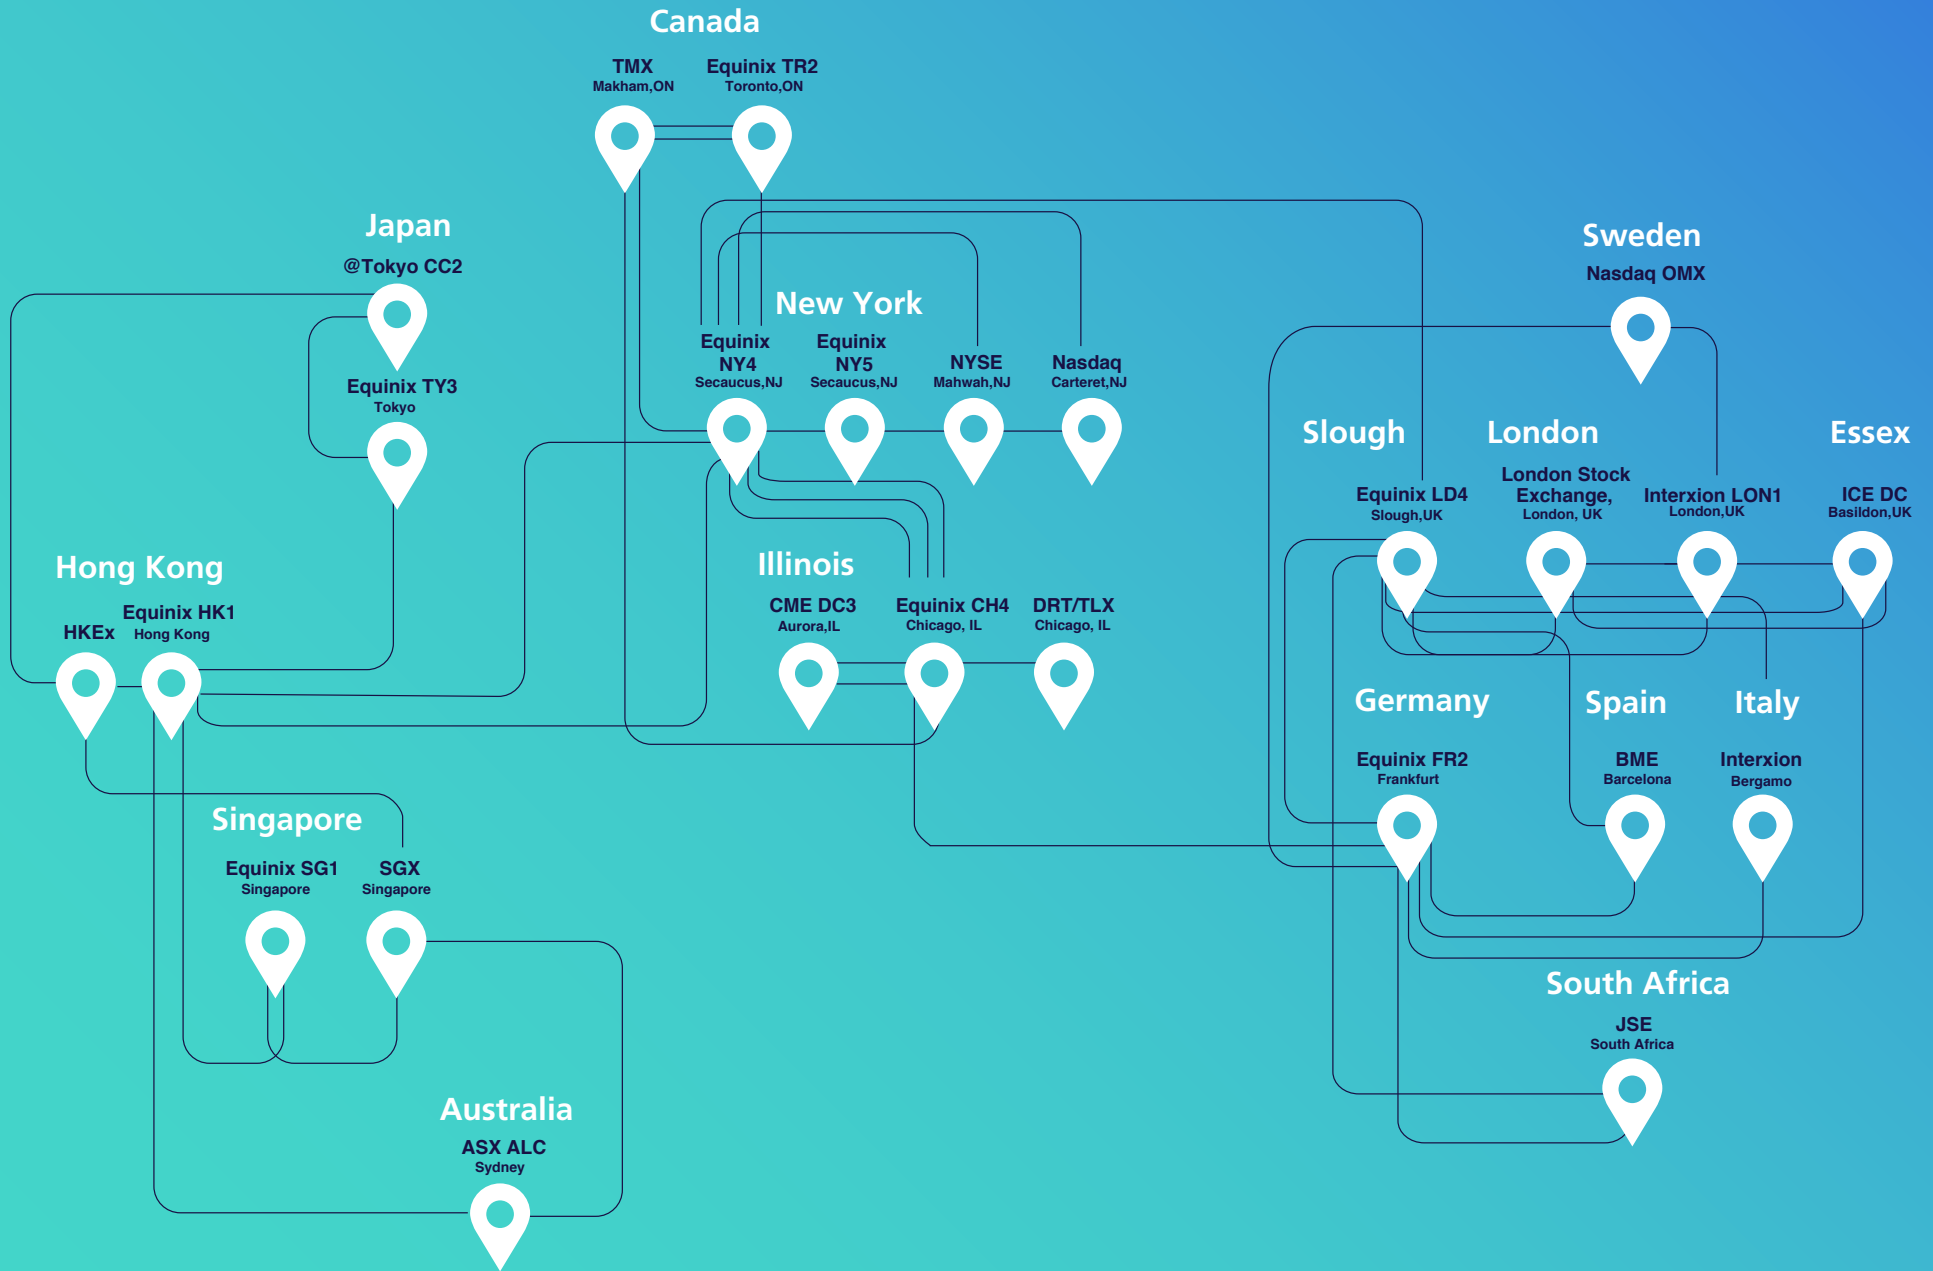 Canada
TMX
Makham,ON
Equinix TR2
Toronto,ON
Japan
@Tokyo CC2
Equinix TY3
Tokyo
New York
Equinix
NY4
Secaucus,NJ
Equinix
NY5
Secaucus,NJ
NYSE
Mahwah,NJ
Nasdaq
Carteret,NJ
Sweden
Nasdaq OMX
Slough
Equinix LD4
Slough,UK
London
London Stock
Exchange,
London, UK
Interxion LON1
London,UK
Essex
ICE DC
Basildon,UK
Hong Kong
HKEx
Equinix HK1
Hong Kong
Illinois
CME DC3
Aurora,IL
Equinix CH4
Chicago, IL
DRT/TLX
Chicago, IL
Germany
Equinix FR2
Frankfurt
Spain
BME
Barcelona
Italy
Interxion
Bergamo
Singapore
Equinix SG1
Singapore
SGX
Singapore
South Africa
JSE
South Africa
Australia
ASX ALC
Sydney